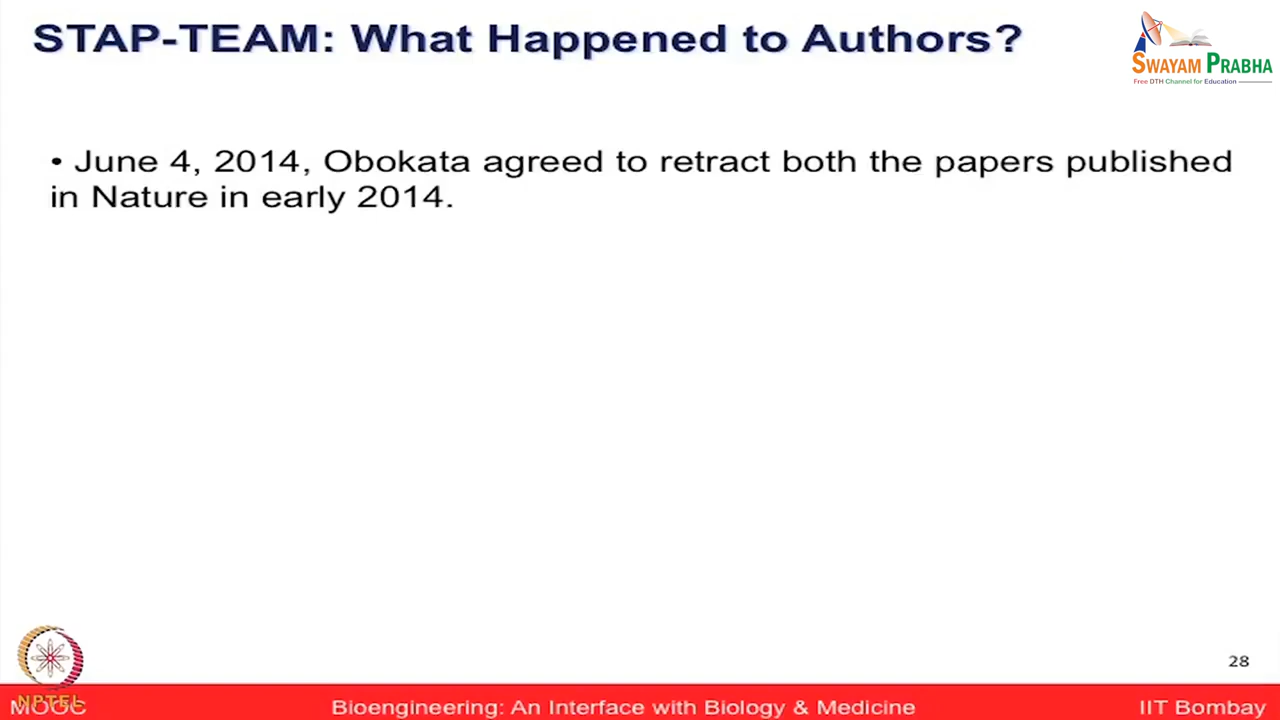 STAP-TEAM: What Happened to Authors?
SWAYAM PRABHA
Free DTH Channel for Education
• June 4, 2014, Obokata agreed to retract both the papers published
in Nature in early 2014.
28
NPTEL
MOOC
Bioengineering: An Interface with Biology & Medicine
IIT Bombay